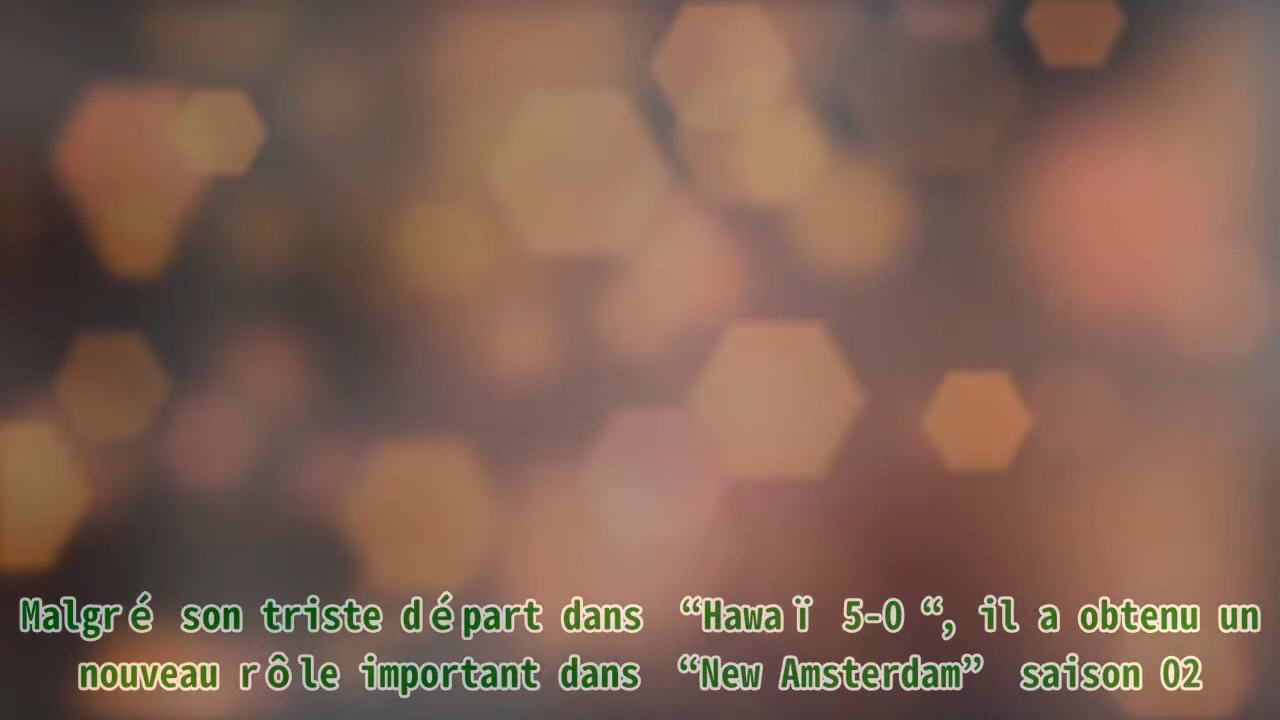 Malgré son triste départ dans “Hawaï 5-0 “, il a obtenu un
nouveau rôle important dans “New Amsterdam” saison 02